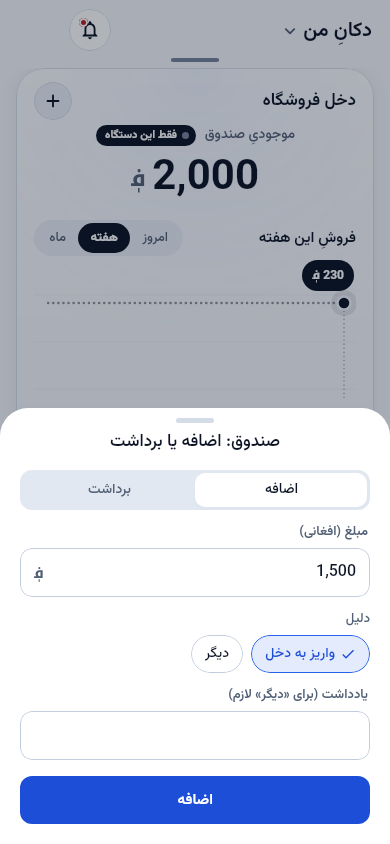 دکانِ من
دخل فروشگاه
موجودیِ صندوق فقط این دستگاه
2,000 ؋
فروشِ این هفته امروز هفته ماه
230 ؋
صندوق: اضافه یا برداشت
اضافه برداشت
مبلغ (افغانی)
1,500 ؋
دلیل
واریز به دخل دیگر
یادداشت (برای «دیگر» لازم)
اضافه